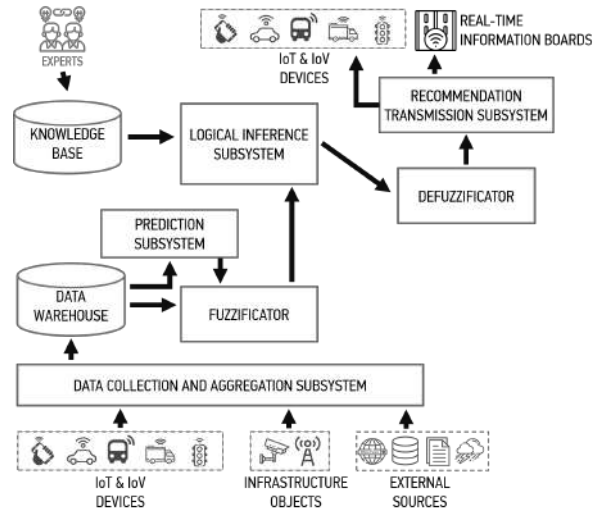 EXPERTS
IoT & IoV
DEVICES
REAL-TIME
INFORMATION BOARDS
KNOWLEDGE
BASE
LOGICAL INFERENCE
SUBSYSTEM
RECOMMENDATION
TRANSMISSION SUBSYSTEM
DEFUZZIFICATOR
PREDICTION
SUBSYSTEM
DATA
WAREHOUSE
FUZZIFICATOR
DATA COLLECTION AND AGGREGATION SUBSYSTEM
IoT & IoV
DEVICES
INFRASTRUCTURE
OBJECTS
EXTERNAL
SOURCES